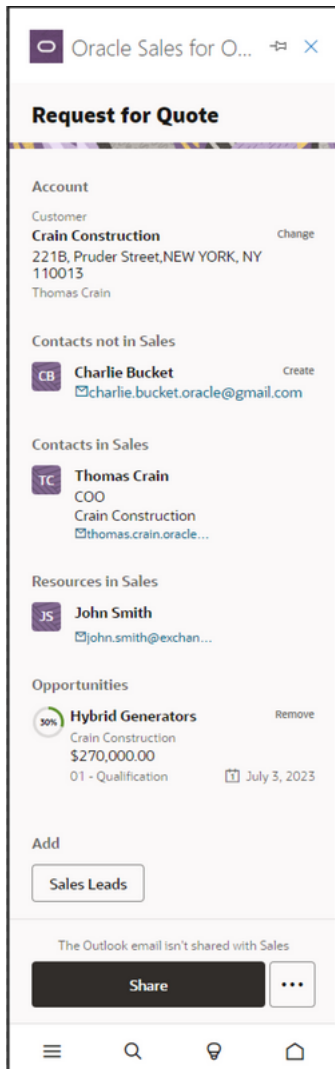 Oracle Sales for O...
Request for Quote
Account
Customer
Crain Construction
Change
221B, Pruder Street,NEW YORK, NY
110013
Thomas Crain
Contacts not in Sales
CB
Charlie Bucket
Create
charlie.bucket.oracle@gmail.com
Contacts in Sales
TC
Thomas Crain
COO
Crain Construction
thomas.crain.oracle...
Resources in Sales
JS
John Smith
john.smith@exchan...
Opportunities
30%
Hybrid Generators
Remove
Crain Construction
$270,000.00
01 - Qualification
July 3, 2023
Add
Sales Leads
The Outlook email isn't shared with Sales
Share